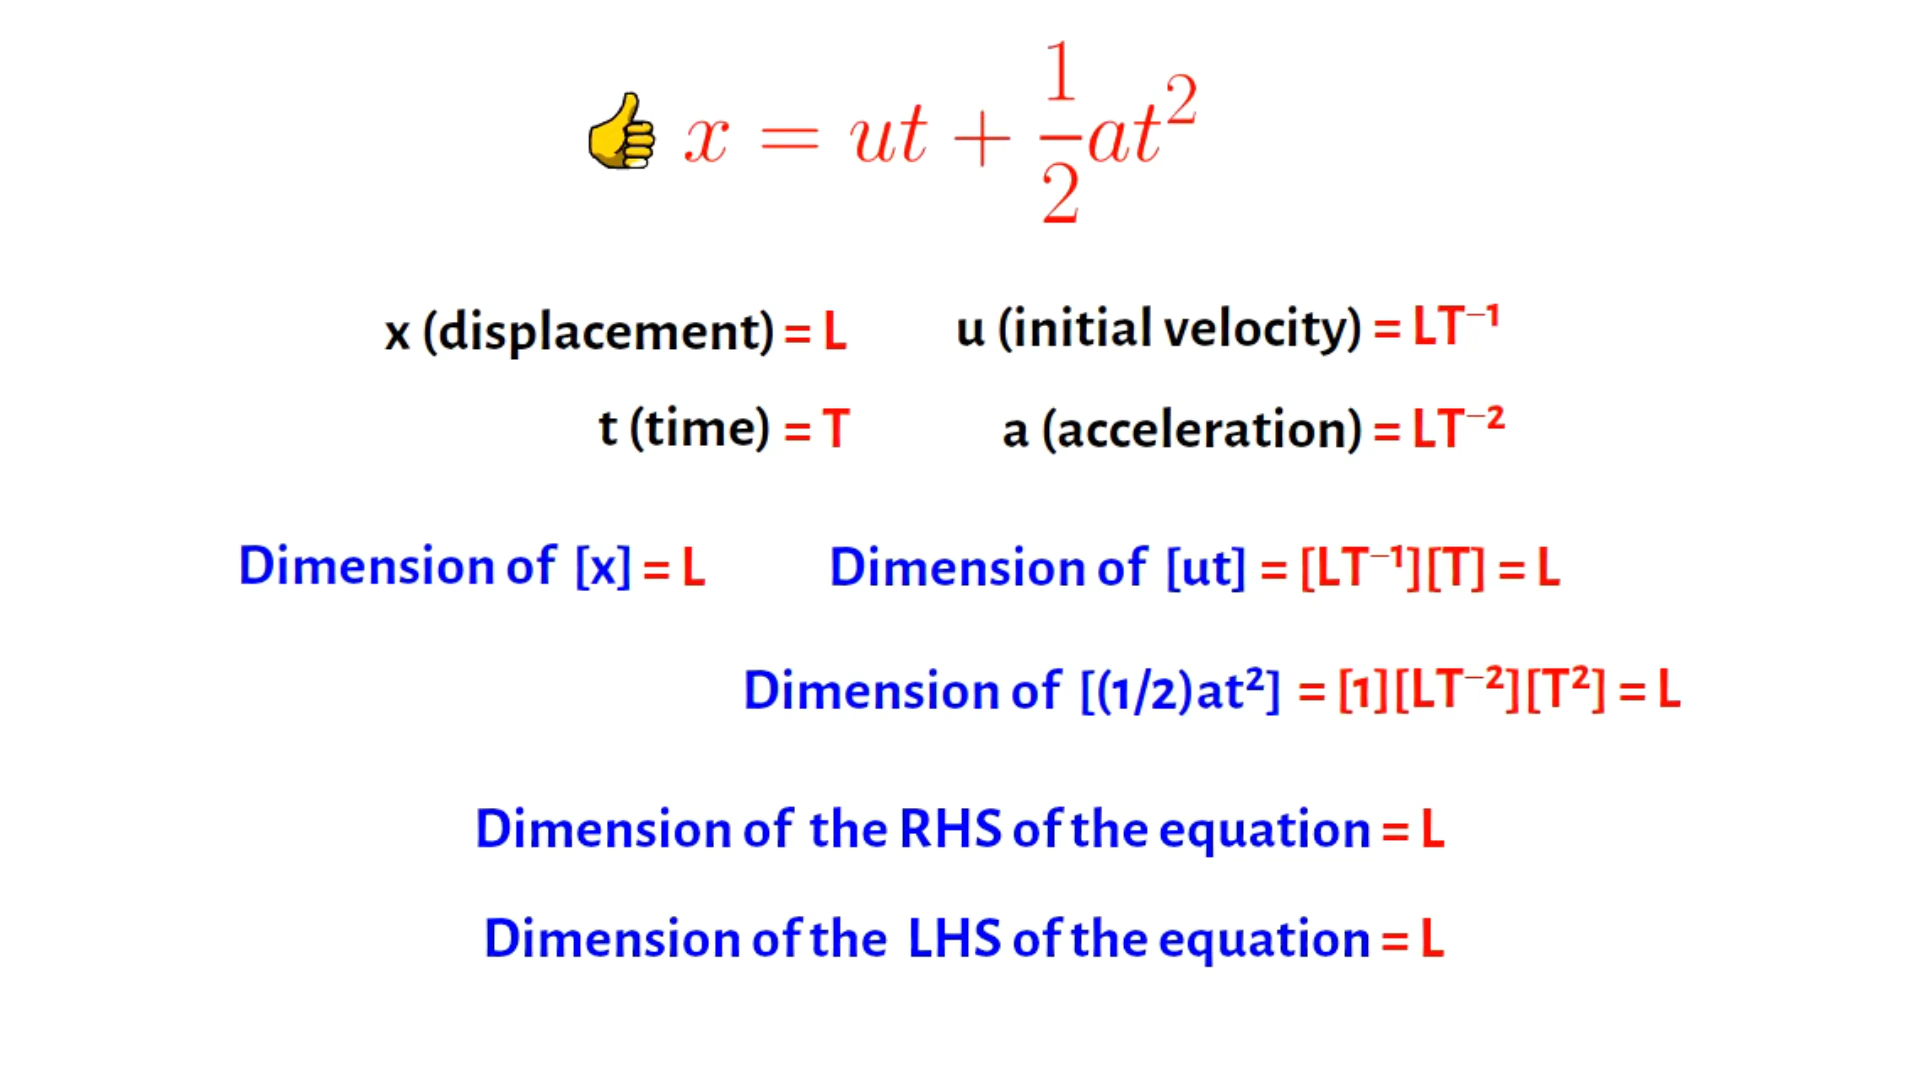 x = ut + \frac{1}{2}at^2
x (displacement) = L
u (initial velocity) = LT⁻¹
t (time) = T
a (acceleration) = LT⁻²
Dimension of [x] = L
Dimension of [ut] = [LT⁻¹][T] = L
Dimension of [(1/2)at²] = [1][LT⁻²][T²] = L
Dimension of the RHS of the equation = L
Dimension of the LHS of the equation = L